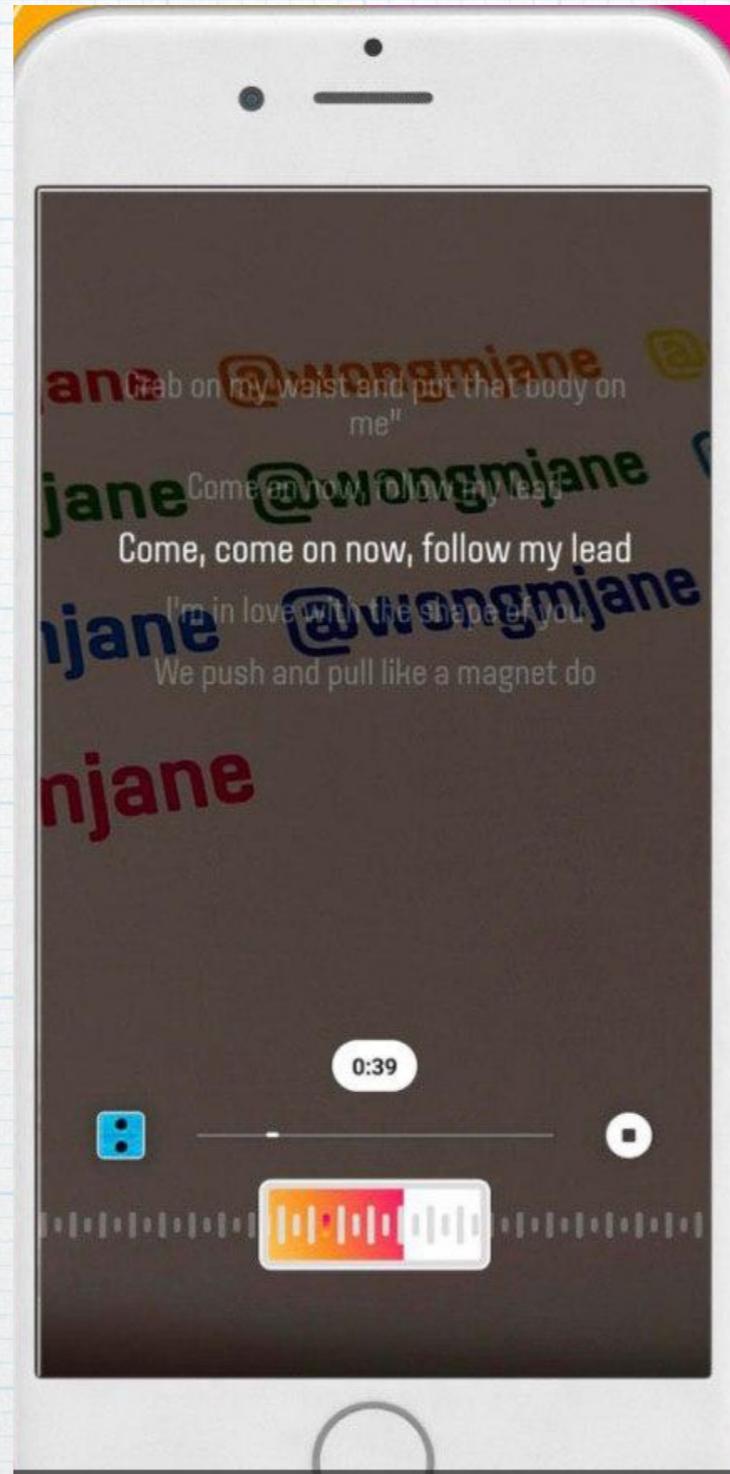 ane @wongmjane @
rab on my waist and put that body on
me"
jane @wongmjane
Come on now, follow my lead
Come, come on now, follow my lead
njane @wongmjane
I'm in love with the shape of you
We push and pull like a magnet do
njane
0:39